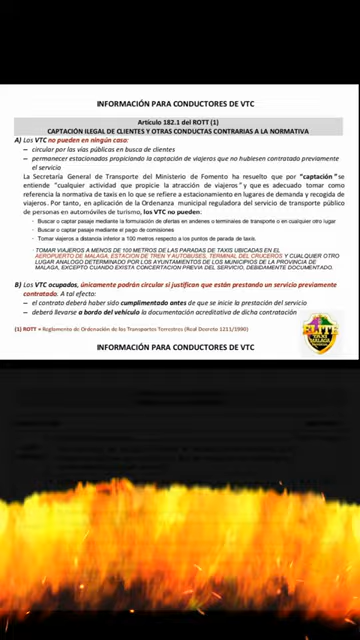 INFORMACIÓN PARA CONDUCTORES DE VTC
Artículo 182.1 del ROTT (1)
CAPTACIÓN ILEGAL DE CLIENTES Y OTRAS CONDUCTAS CONTRARIAS A LA NORMATIVA
A) Los VTC no pueden en ningún caso:
– circular por las vías públicas en busca de clientes
– permanecer estacionados propiciando la captación de viajeros que no hubiesen contratado previamente
el servicio
La Secretaría General de Transporte del Ministerio de Fomento ha resuelto que por "captación" se
entiende "cualquier actividad que propicie la atracción de viajeros" y que es adecuado tomar como
referencia la normativa de taxis en lo que se refiere a estacionamiento en lugares de demanda y recogida de
viajeros. Por tanto, en aplicación de la Ordenanza municipal reguladora del servicio de transporte público
de personas en automóviles de turismo, los VTC no pueden:
· Buscar o captar pasaje mediante la formulación de ofertas en andenes o terminales de transporte o en cualquier otro lugar
· Buscar o captar pasaje mediante el pago de comisiones
· Tomar viajeros a distancia inferior a 100 metros respecto a los puntos de parada de taxis.
· TOMAR VIAJEROS A MENOS DE 100 METROS DE LAS PARADAS DE TAXIS UBICADAS EN EL
AEROPUERTO DE MALAGA, ESTACION DE TREN Y AUTOBUSES, TERMINAL DEL CRUCEROS Y CUALQUIER OTRO
LUGAR ANALOGO DETERMINADO POR LOS AYUNTAMIENTOS DE LOS MUNICIPIOS DE LA PROVINCIA DE
MALAGA, EXCEPTO CUANDO EXISTA CONCERTACION PREVIA DEL SERVICIO, DEBIDAMENTE DOCUMENTADO.
B) Los VTC ocupados, únicamente podrán circular si justifican que están prestando un servicio previamente
contratado. A tal efecto:
• el contrato deberá haber sido cumplimentado antes de que se inicie la prestación del servicio
• deberá llevarse a bordo del vehículo la documentación acreditativa de dicha contratación
(1) ROTT = Reglamento de Ordenación de los Transportes Terrestres (Real Decreto 1211/1990)
ELITE
TAXI
MALAGA
INFORMACIÓN PARA CONDUCTORES DE VTC